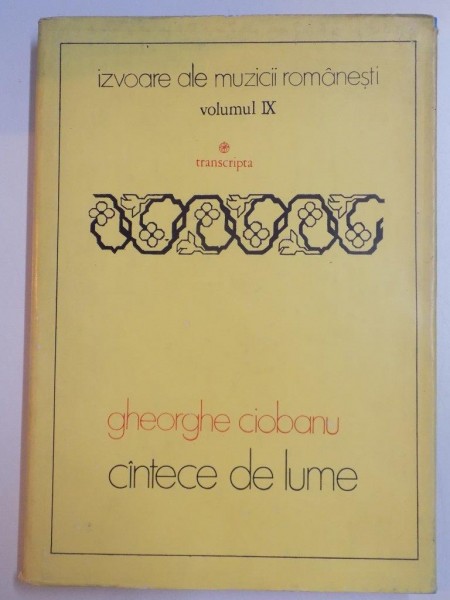 izvoare ale muzicii românești
volumul IX
transcripta
gheorghe ciobanu
cîntece de lume